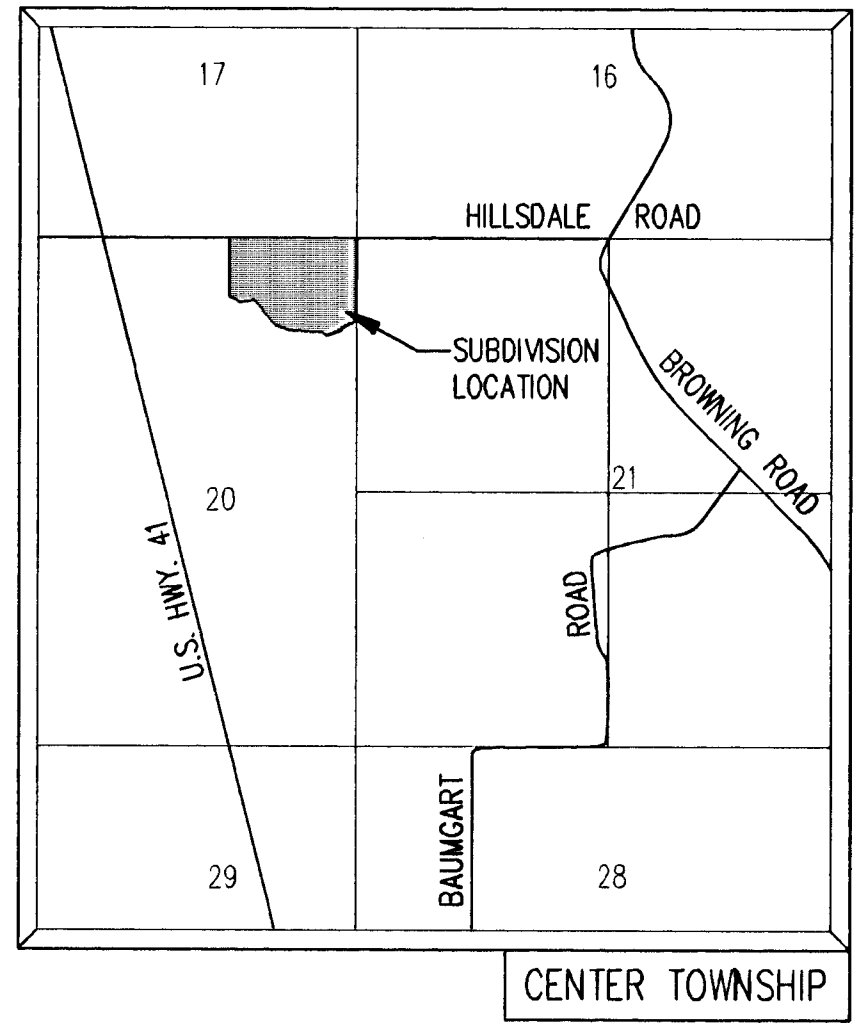 17
16
HILLSDALE ROAD
SUBDIVISION
LOCATION
BROWNING ROAD
20
21
U.S. HWY. 41
ROAD
BAUMGART
29
28
CENTER TOWNSHIP